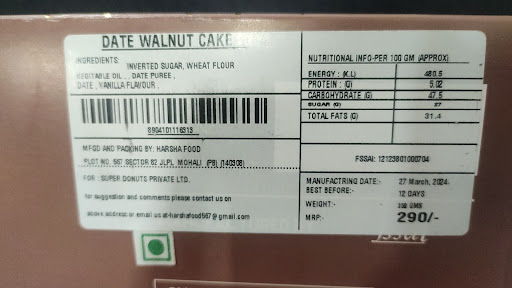 DATE WALNUT CAKE
INGREDIENTS: INVERTED SUGAR, WHEAT FLOUR
VEGITABLE OIL , , DATE PUREE ,
DATE , VANILLA FLAVOUR ,
8904101116313
MFGD AND PACKING BY: HARSHA FOOD
PLOT NO. 567 SECTOR 82 JLPL MOHALI, (PB) (140308)
FOR : SUPER DONUTS PRIVATE LTD.
for suggestion and comments please contact us on
above address or email us at-harshafood567@gmail.com
NUTRITIONAL INFO-PER 100 GM (APPROX)
ENERGY : (K.L) 480.5
PROTEIN : (G) 5.02
CARBOHYDRATE (G) 47.5
SUGAR (G) 27
TOTAL FATS (G) 31.4
FSSAI: 12123801000704
MANUFACTRING DATE:- 27 March, 2024
BEST BEFORE:- 12 DAYS
WEIGHT:- GMS
MRP:- 290/-